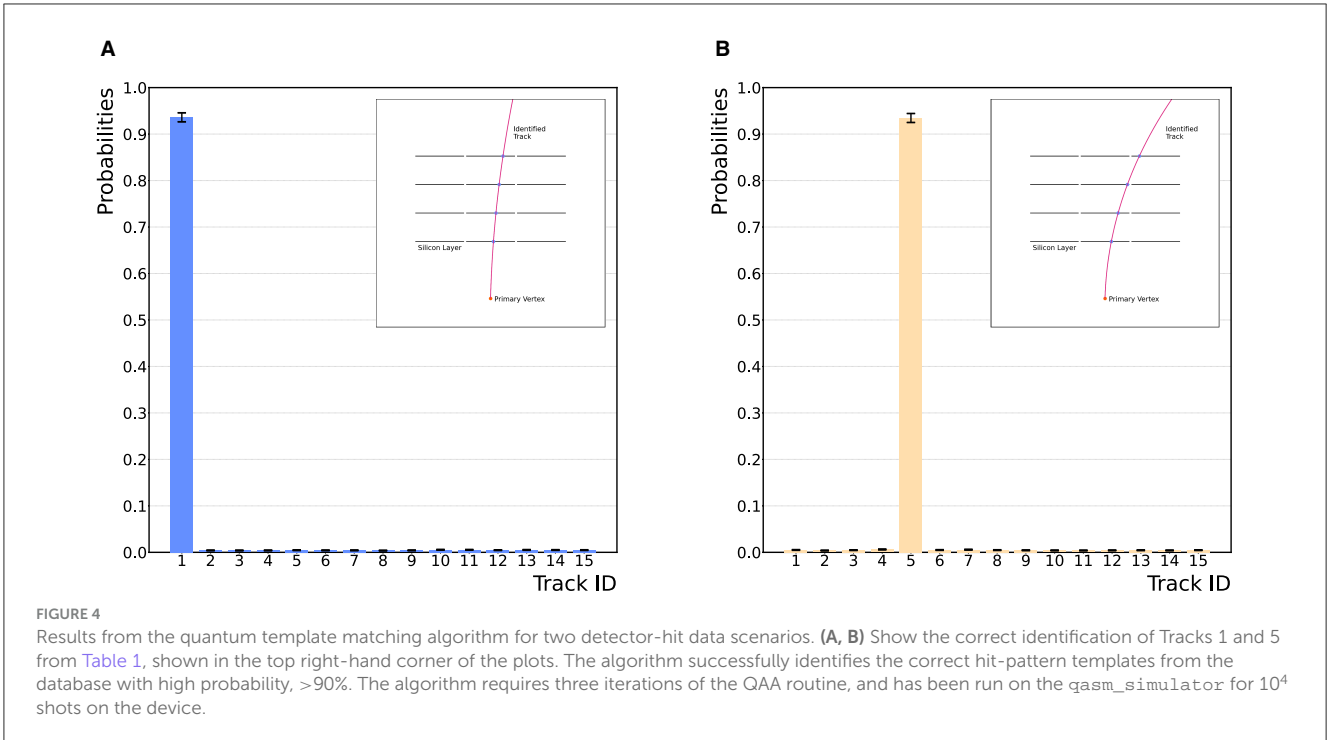 A
B
Probabilities
1.0
0.9
0.8
0.7
0.6
0.5
0.4
0.3
0.2
0.1
0.0
Identified
Track
Silicon Layer
Primary Vertex
1 2 3 4 5 6 7 8 9 10 11 12 13 14 15
Track ID
Probabilities
1.0
0.9
0.8
0.7
0.6
0.5
0.4
0.3
0.2
0.1
0.0
Identified
Track
Silicon Layer
Primary Vertex
1 2 3 4 5 6 7 8 9 10 11 12 13 14 15
Track ID
FIGURE 4
Results from the quantum template matching algorithm for two detector-hit data scenarios. (A, B) Show the correct identification of Tracks 1 and 5
from Table 1, shown in the top right-hand corner of the plots. The algorithm successfully identifies the correct hit-pattern templates from the
database with high probability, >90%. The algorithm requires three iterations of the QAA routine, and has been run on the qasm_simulator for 10⁴
shots on the device.